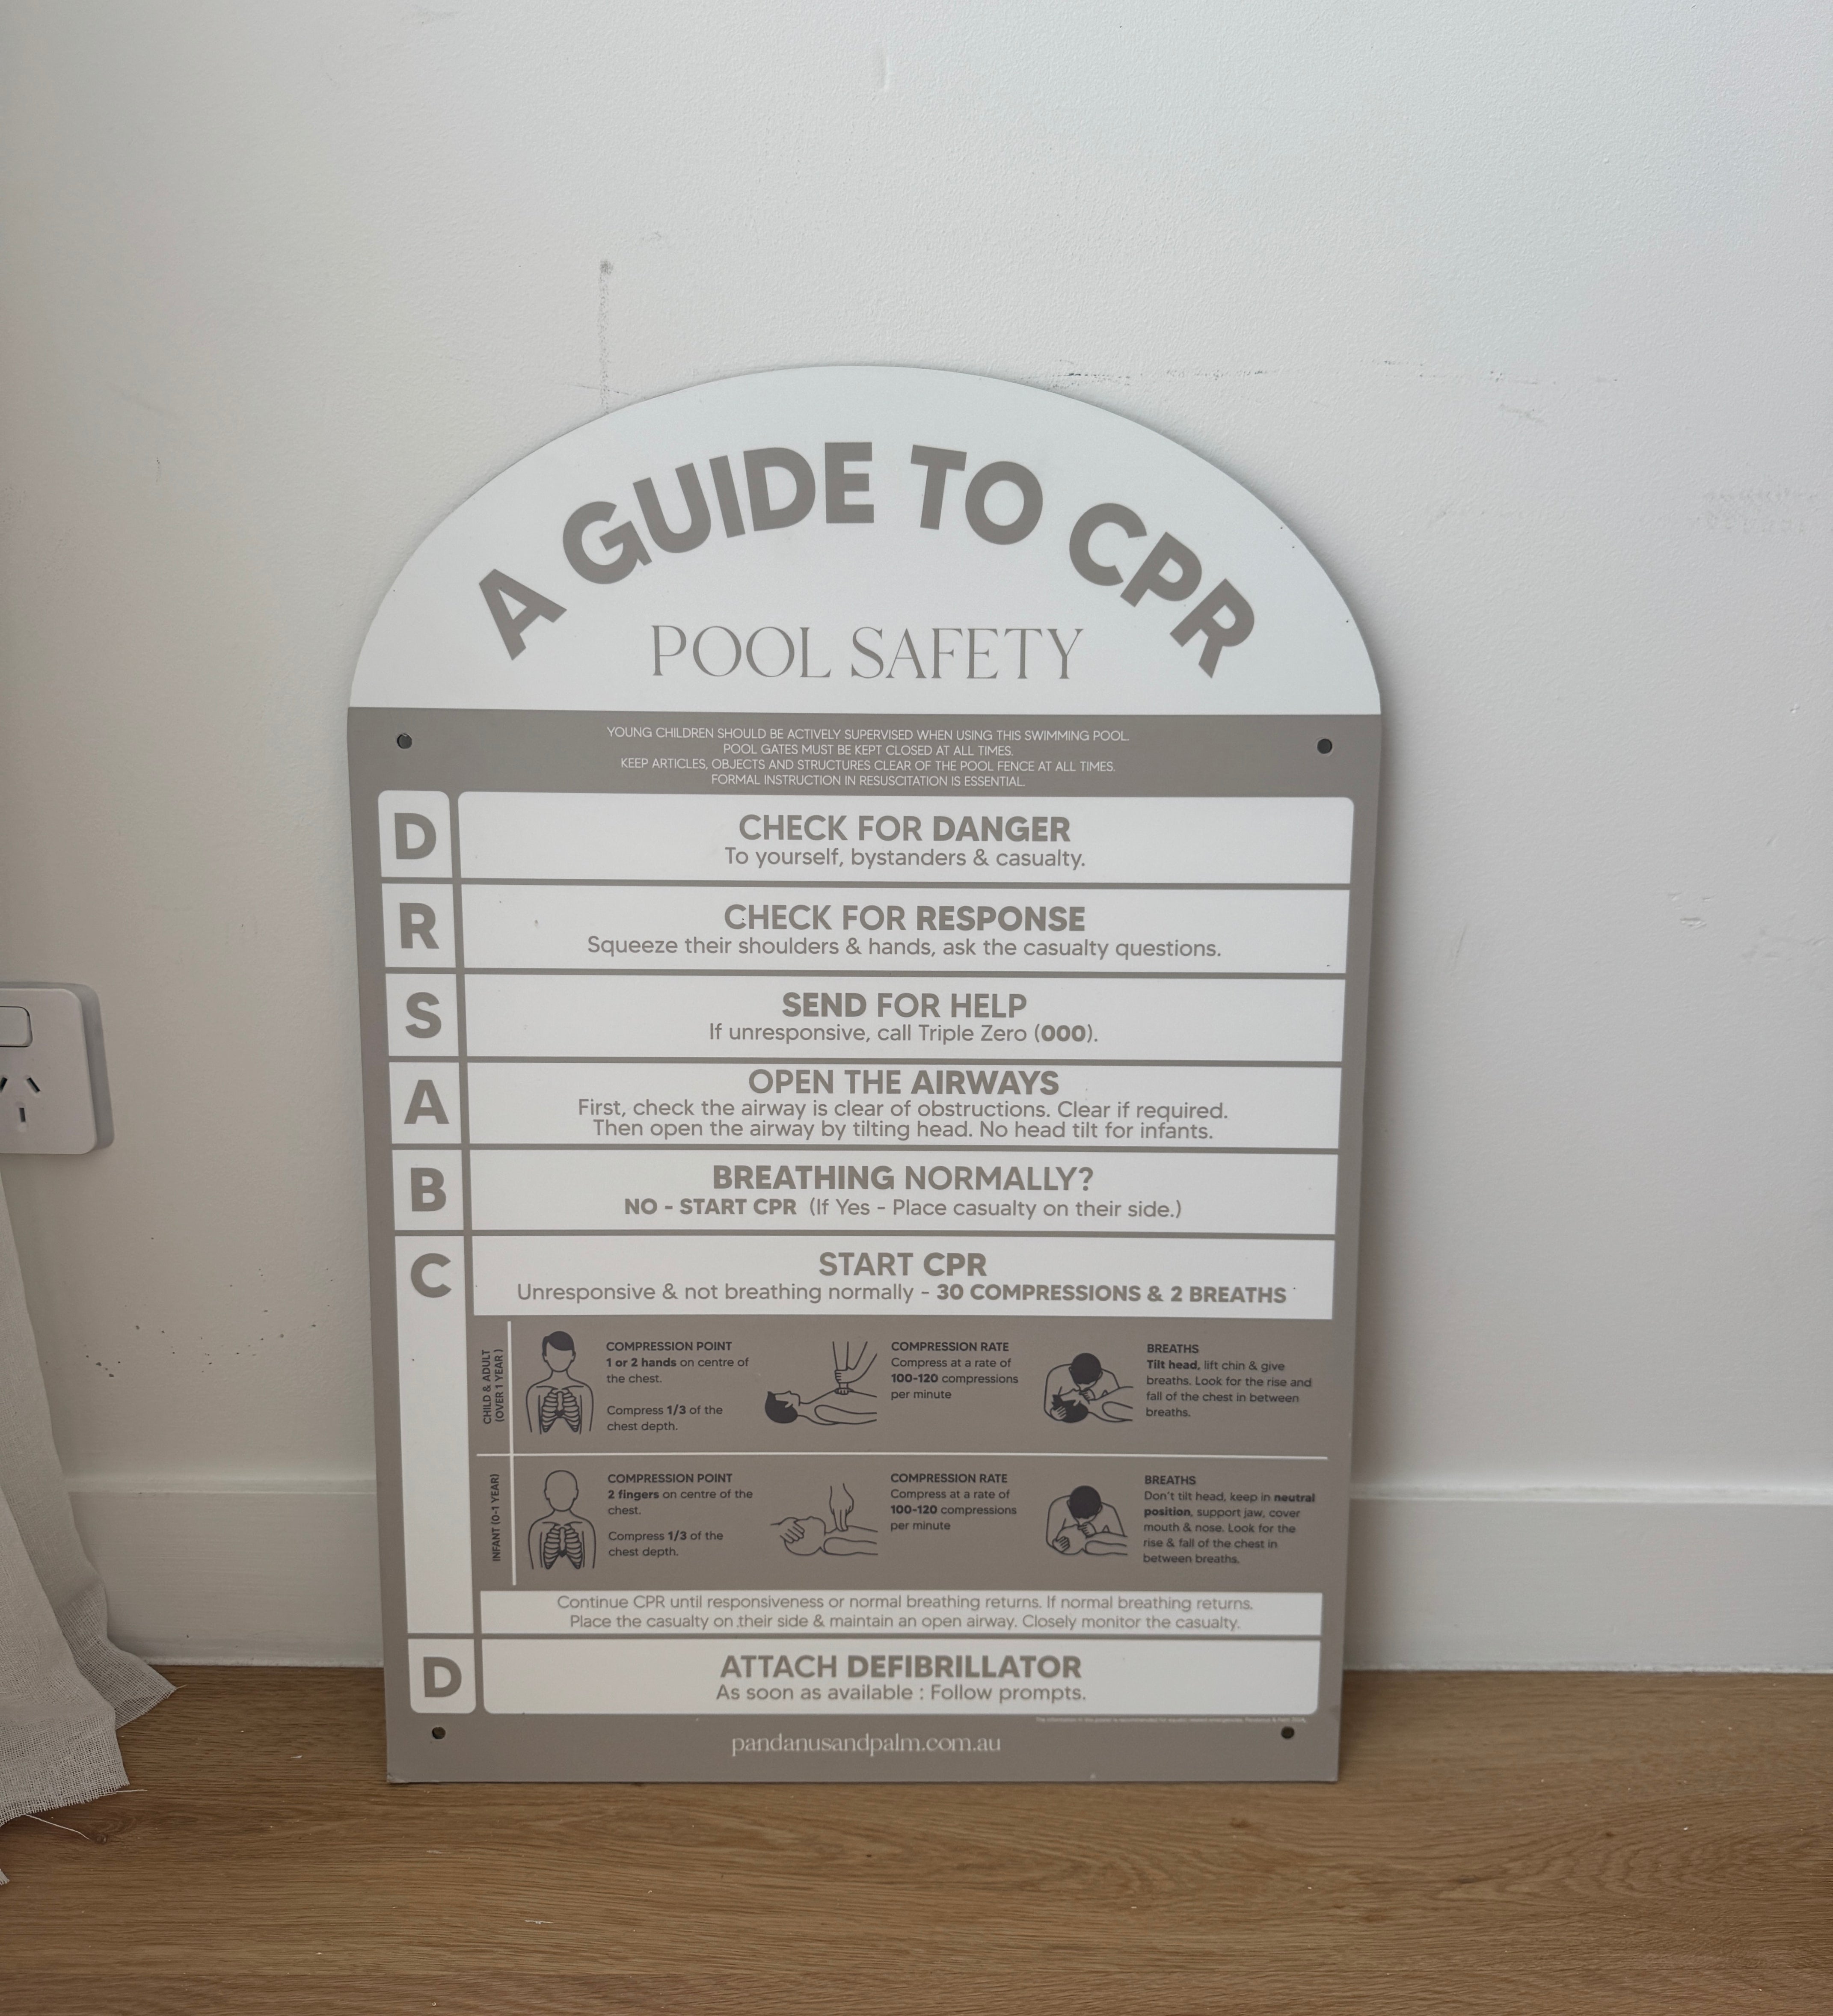 A GUIDE TO CPR
POOL SAFETY
YOUNG CHILDREN SHOULD BE ACTIVELY SUPERVISED WHEN USING THIS SWIMMING POOL.
POOL GATES MUST BE KEPT CLOSED AT ALL TIMES.
KEEP ARTICLES, OBJECTS AND STRUCTURES CLEAR OF THE POOL FENCE AT ALL TIMES.
FORMAL INSTRUCTION IN RESUSCITATION IS ESSENTIAL.
D
CHECK FOR DANGER
To yourself, bystanders & casualty.
R
CHECK FOR RESPONSE
Squeeze their shoulders & hands, ask the casualty questions.
S
SEND FOR HELP
If unresponsive, call Triple Zero (000).
A
OPEN THE AIRWAYS
First, check the airway is clear of obstructions. Clear if required.
Then open the airway by tilting head. No head tilt for infants.
B
BREATHING NORMALLY?
NO - START CPR (If Yes - Place casualty on their side.)
C
START CPR
Unresponsive & not breathing normally - 30 COMPRESSIONS & 2 BREATHS
CHILD & ADULT
(OVER 1 YEAR)
COMPRESSION POINT
1 or 2 hands on centre of
the chest.
Compress 1/3 of the
chest depth.
COMPRESSION RATE
Compress at a rate of
100-120 compressions
per minute
BREATHS
Tilt head, lift chin & give
breaths. Look for the rise and
fall of the chest in between
breaths.
INFANT (0-1 YEAR)
COMPRESSION POINT
2 fingers on centre of the
chest.
Compress 1/3 of the
chest depth.
COMPRESSION RATE
Compress at a rate of
100-120 compressions
per minute
BREATHS
Don't tilt head, keep in neutral
position, support jaw, cover
mouth & nose. Look for the
rise & fall of the chest in
between breaths.
Continue CPR until responsiveness or normal breathing returns. If normal breathing returns.
Place the casualty on their side & maintain an open airway. Closely monitor the casualty.
D
ATTACH DEFIBRILLATOR
As soon as available : Follow prompts.
pandanusandpalm.com.au